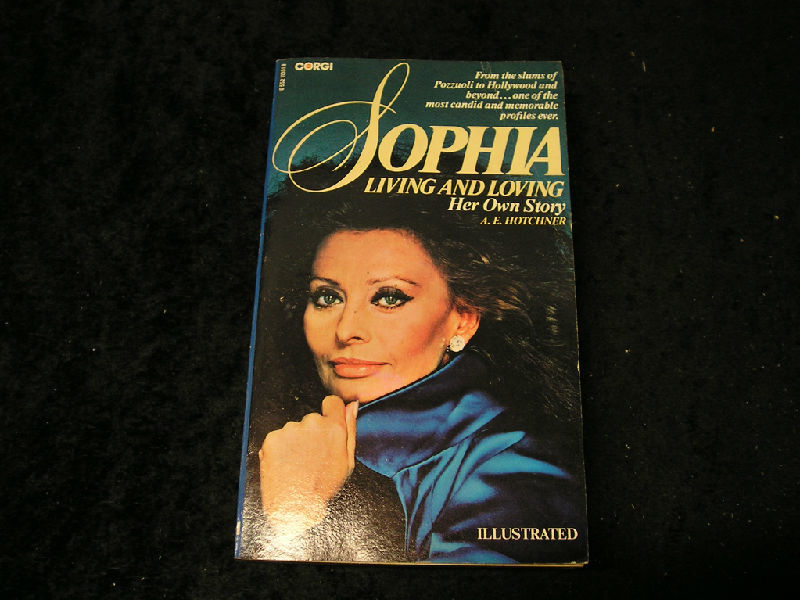 CORGI
From the slums of
Pozzuoli to Hollywood and
beyond...one of the
most candid and memorable
profiles ever.
SOPHIA
LIVING AND LOVING
Her Own Story
A. E. HOTCHNER
ILLUSTRATED